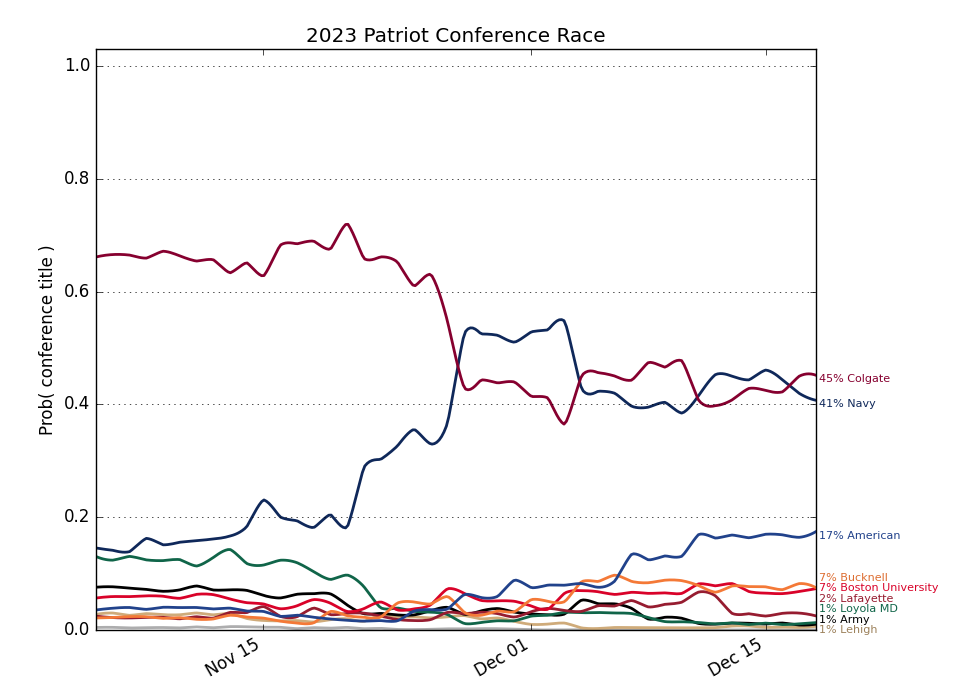 2023 Patriot Conference Race
Prob( conference title )
1.0
0.8
0.6
0.4
0.2
0.0
Nov 15
Dec 01
Dec 15
45% Colgate
41% Navy
17% American
7% Bucknell
7% Boston University
2% Lafayette
1% Loyola MD
1% Army
1% Lehigh